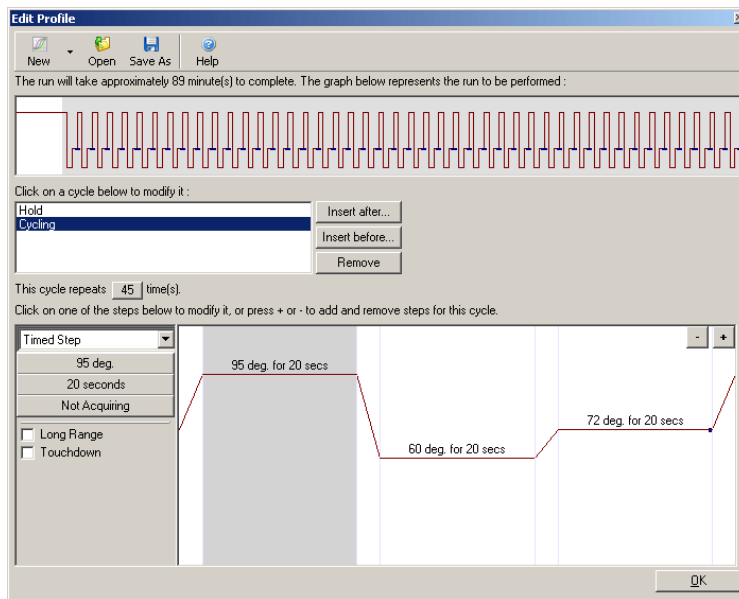 Edit Profile
New Open Save As Help
The run will take approximately 89 minute(s) to complete. The graph below represents the run to be performed :
Click on a cycle below to modify it :
Hold
Cycling
Insert after...
Insert before...
Remove
This cycle repeats 45 time(s).
Click on one of the steps below to modify it, or press + or - to add and remove steps for this cycle.
Timed Step
- +
95 deg.
20 seconds
Not Acquiring
Long Range
Touchdown
95 deg. for 20 secs
60 deg. for 20 secs
72 deg. for 20 secs
OK